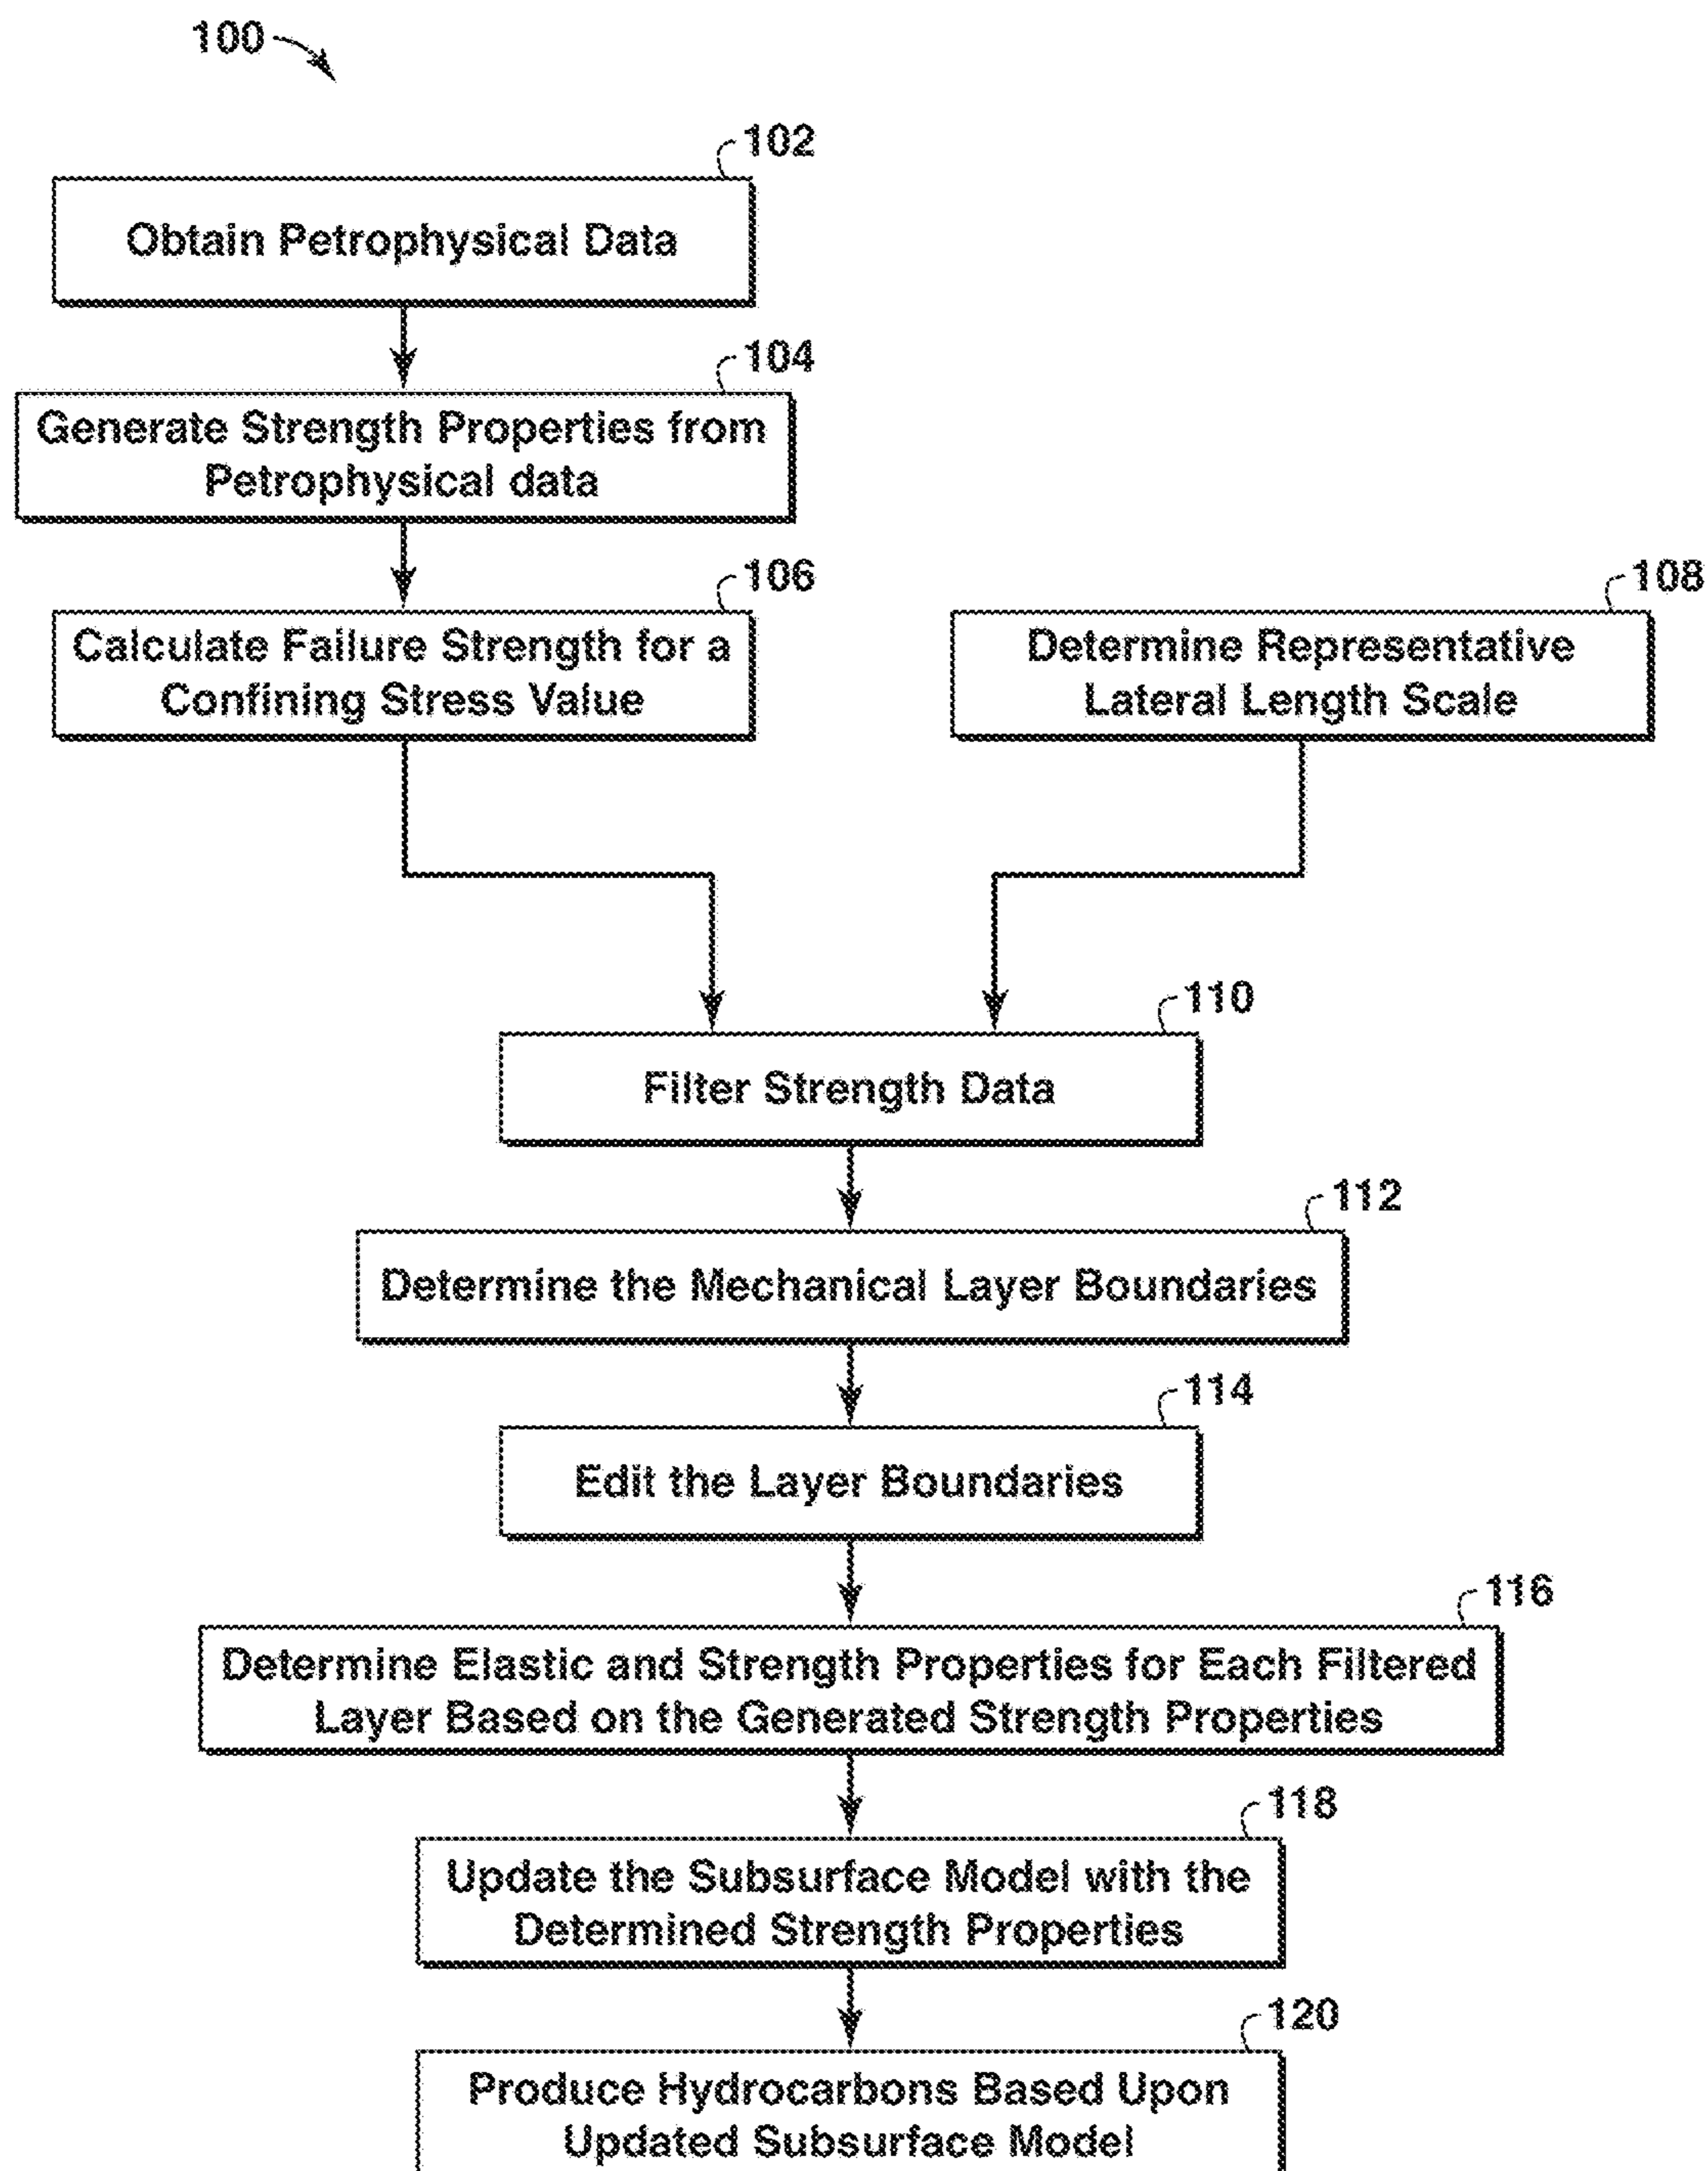 100
102
Obtain Petrophysical Data
104
Generate Strength Properties from
Petrophysical data
106
Calculate Failure Strength for a
Confining Stress Value
108
Determine Representative
Lateral Length Scale
110
Filter Strength Data
112
Determine the Mechanical Layer Boundaries
114
Edit the Layer Boundaries
116
Determine Elastic and Strength Properties for Each Filtered
Layer Based on the Generated Strength Properties
118
Update the Subsurface Model with the
Determined Strength Properties
120
Produce Hydrocarbons Based Upon
Updated Subsurface Model